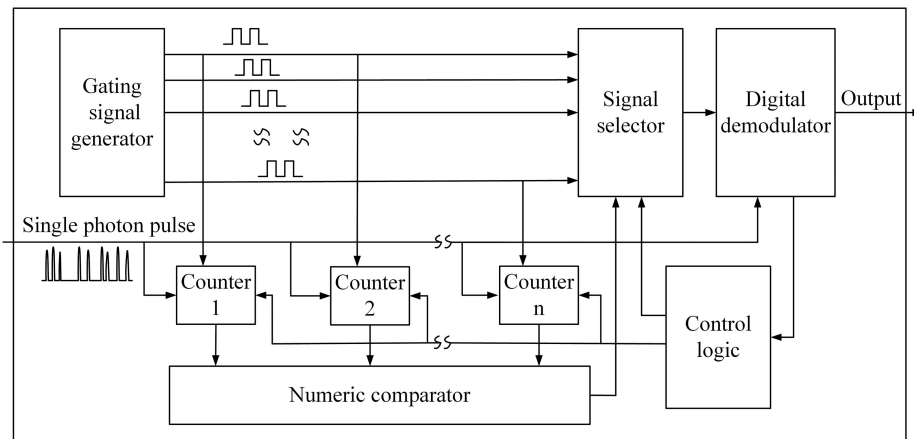 Gating
signal
generator
Signal
selector
Digital
demodulator
Output
Single photon pulse
Counter
1
Counter
2
Counter
n
Control
logic
Numeric comparator